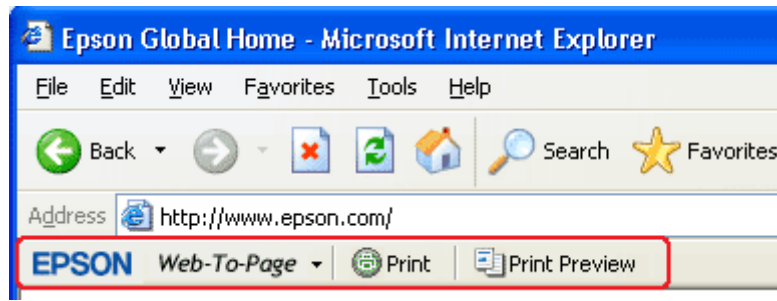 Epson Global Home - Microsoft Internet Explorer
File Edit View Favorites Tools Help
Back Search Favorites
Address http://www.epson.com/
EPSON Web-To-Page Print Print Preview